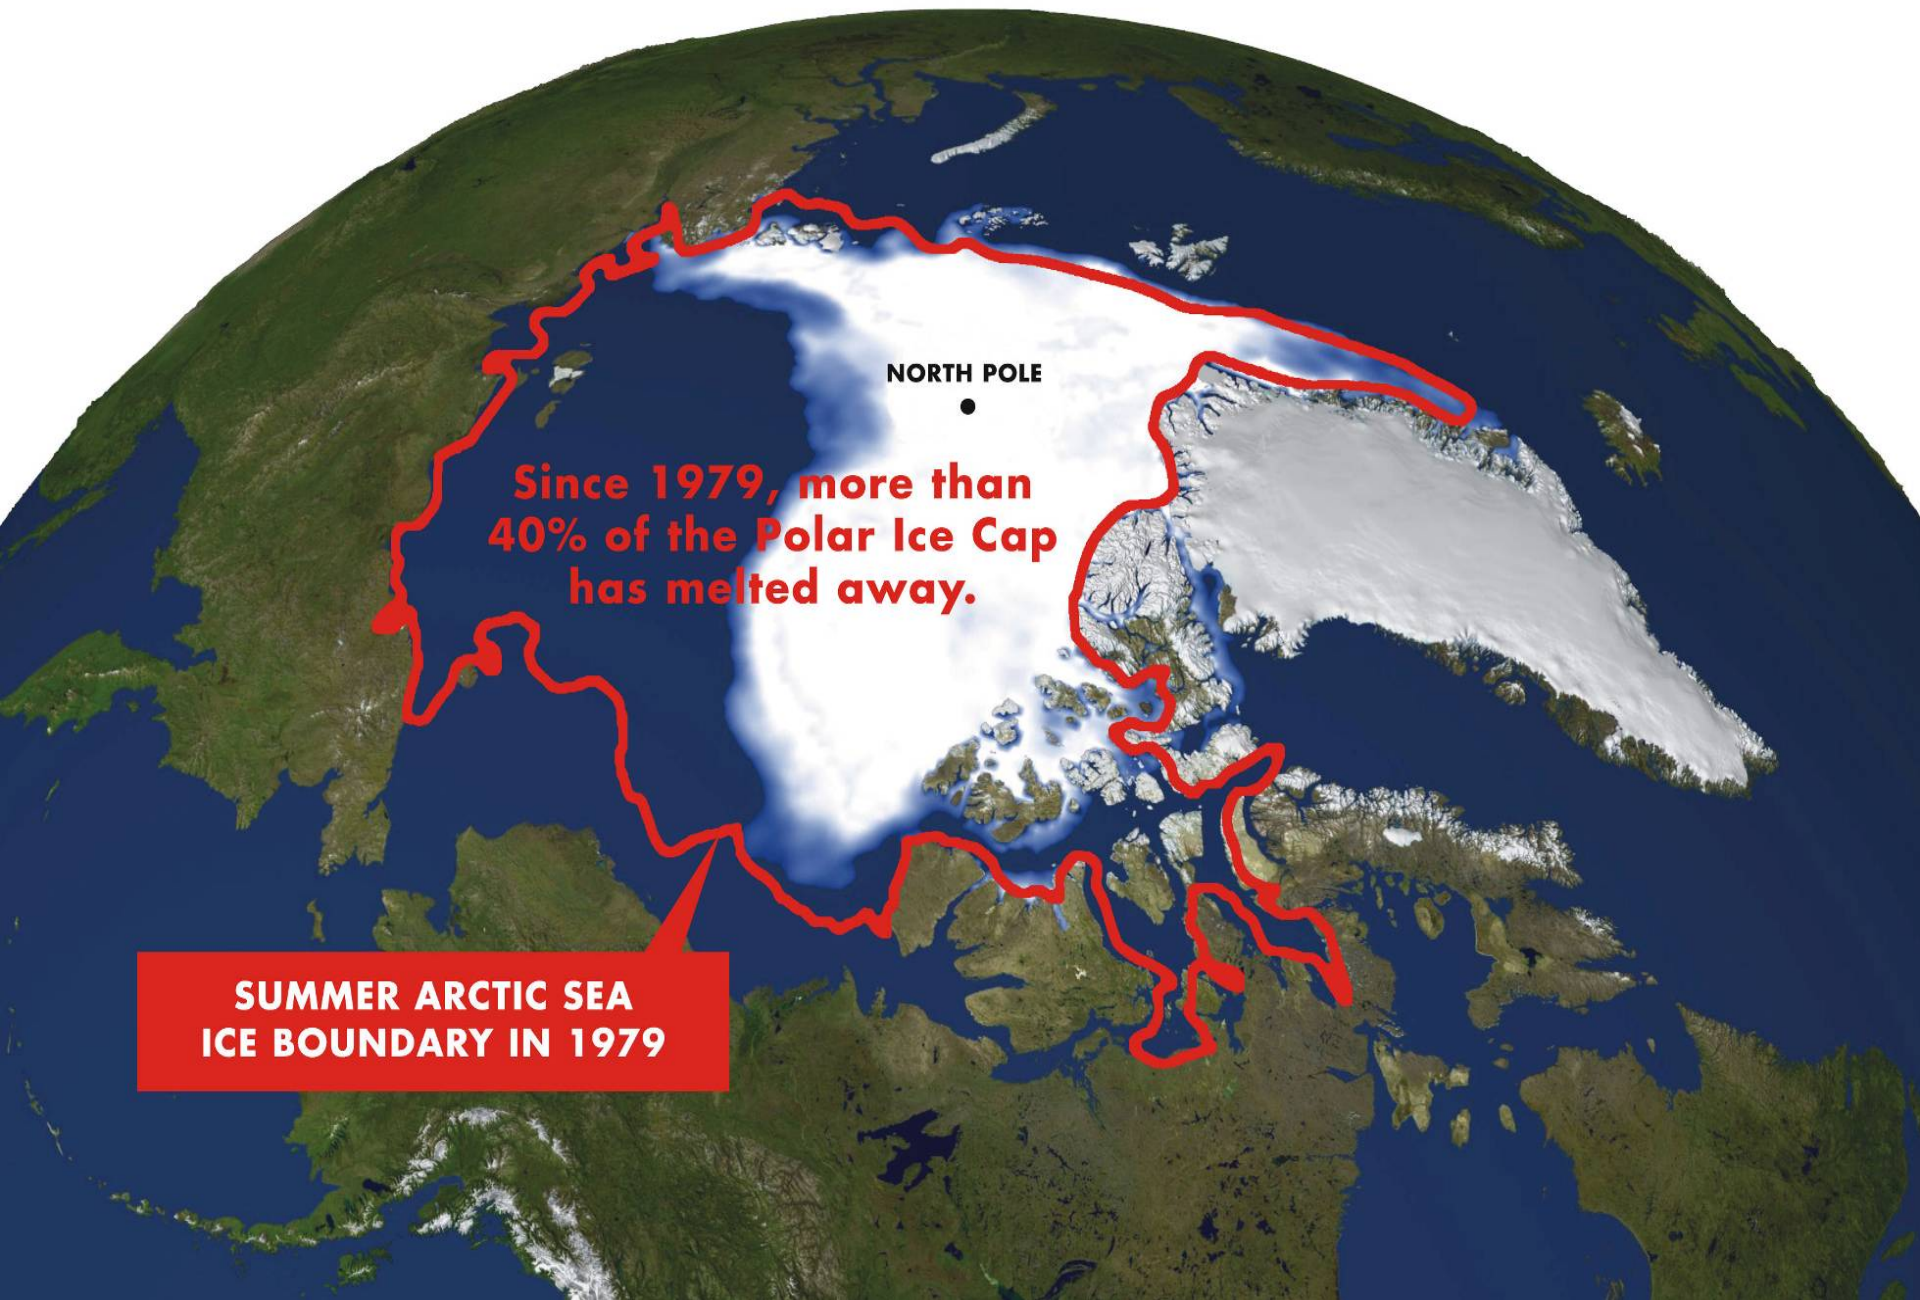 NORTH POLE
Since 1979, more than
40% of the Polar Ice Cap
has melted away.
SUMMER ARCTIC SEA
ICE BOUNDARY IN 1979